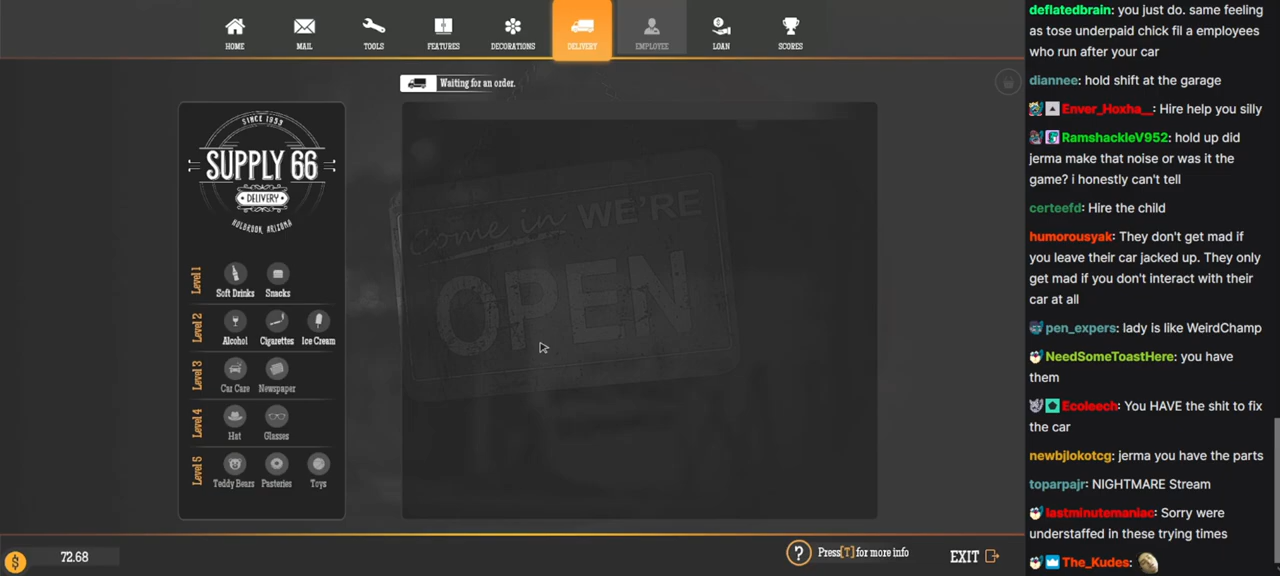 HOME
MAIL
TOOLS
FEATURES
DECORATIONS
DELIVERY
EMPLOYEE
LOAN
SCORES
Waiting for an order.
SINCE 1959
SUPPLY 66
DELIVERY
HOLBROOK, ARIZONA
Level 1
Soft Drinks
Snacks
Level 2
Alcohol
Cigarettes
Ice Cream
Level 3
Car Care
Newspaper
Level 4
Hat
Glasses
Level 5
Teddy Bears
Pasteries
Toys
come in WE'RE
OPEN
$ 72.68
? Press[T]for more info
EXIT
deflatedbrain: you just do. same feeling
as tose underpaid chick fil a employees
who run after your car
diannee: hold shift at the garage
Enver_Hoxha__: Hire help you silly
RamshackleV952: hold up did
jerma make that noise or was it the
game? i honestly can't tell
certeefd: Hire the child
humorousyak: They don't get mad if
you leave their car jacked up. They only
get mad if you don't interact with their
car at all
pen_expers: lady is like WeirdChamp
NeedSomeToastHere: you have
them
Ecoleech: You HAVE the shit to fix
the car
newbjlokotcg: jerma you have the parts
toparpajr: NIGHTMARE Stream
lastminutemaniac: Sorry were
understaffed in these trying times
The_Kudes: